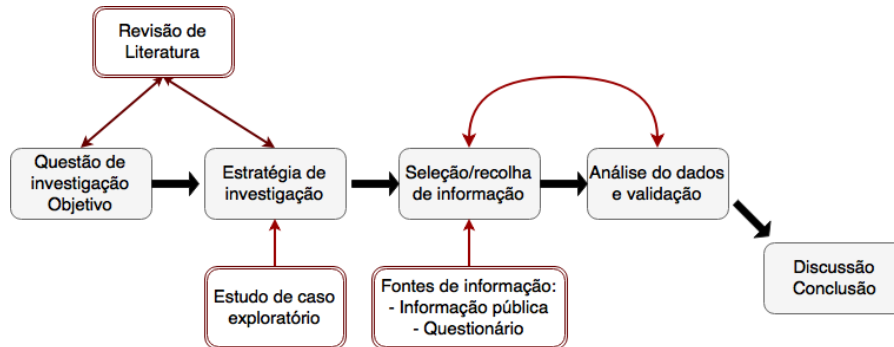 Revisão de
Literatura
Questão de
investigação
Objetivo
Estratégia de
investigação
Seleção/recolha
de informação
Análise do dados
e validação
Estudo de caso
exploratório
Fontes de informação:
- Informação pública
- Questionário
Discussão
Conclusão